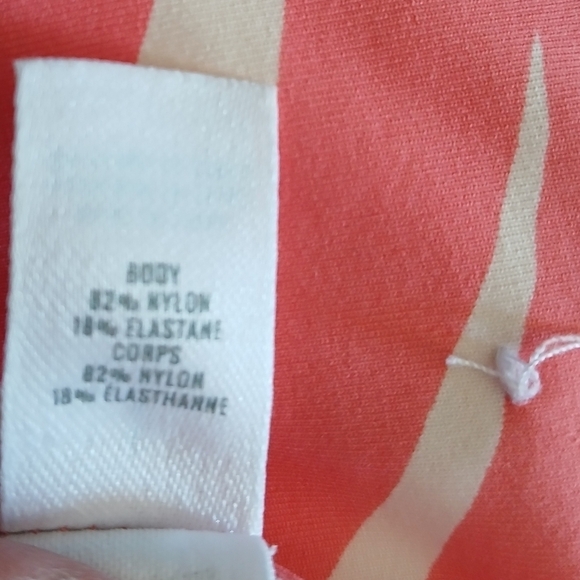 BODY
82% NYLON
18% ELASTANE
CORPS
82% NYLON
18% ELASTHANNE